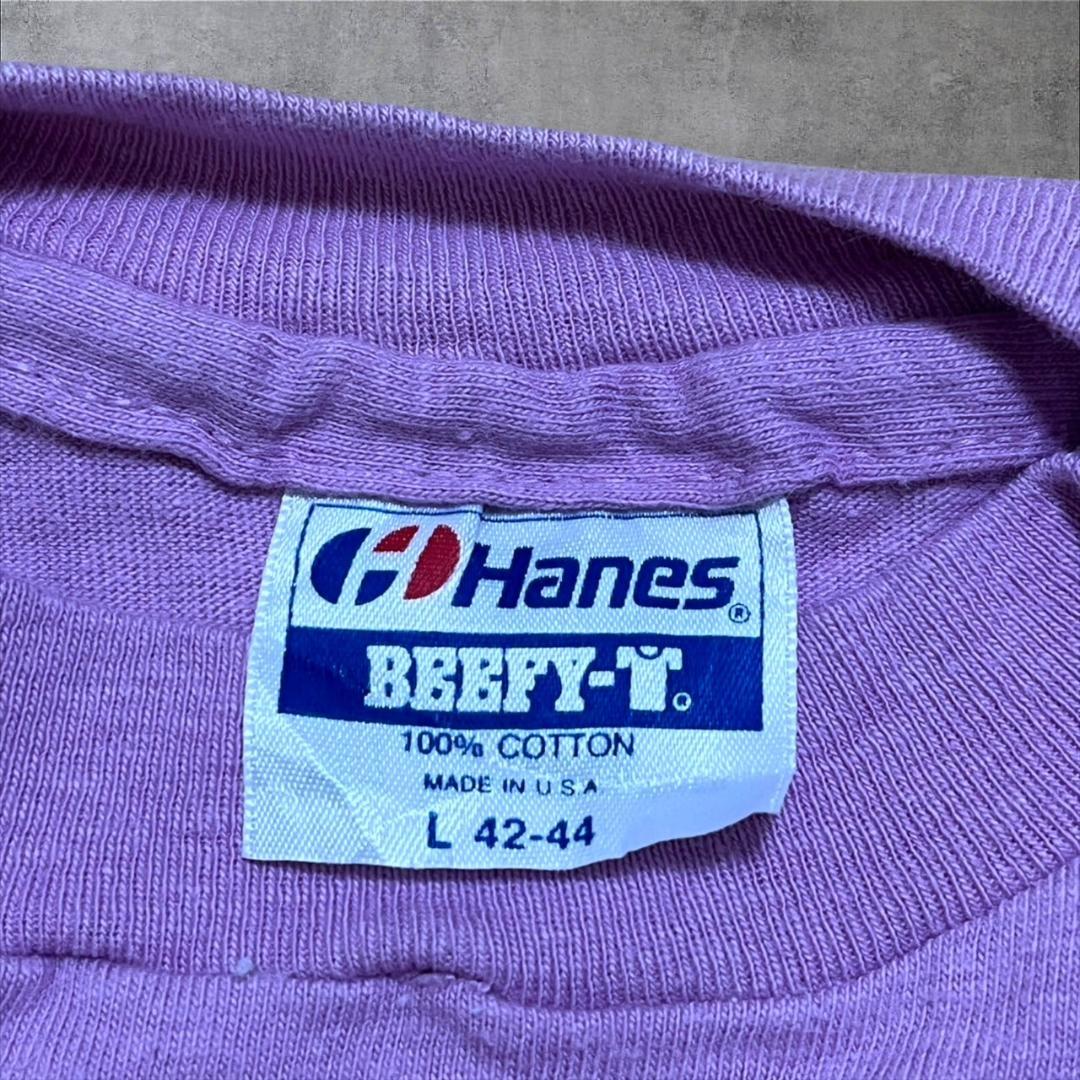 Hanes®
BEEFY-T®
100% COTTON
MADE IN U.S.A
L 42-44